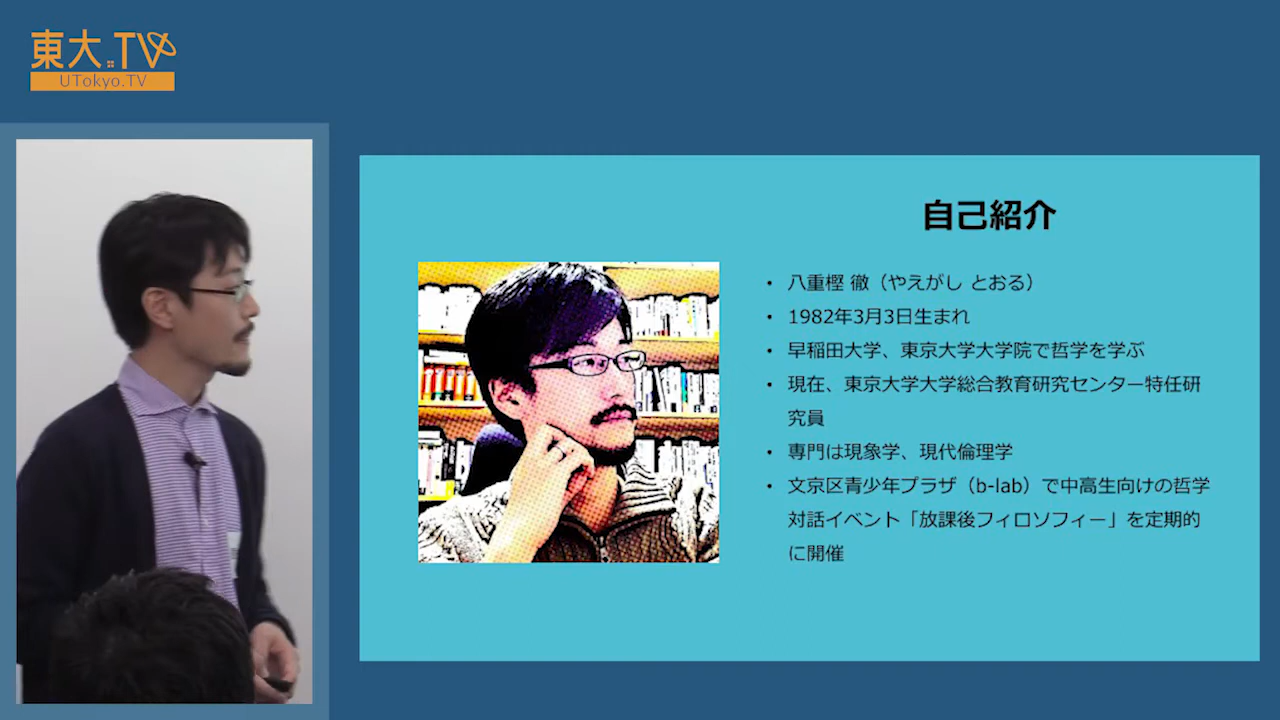 東大.TV
UTokyo.TV
自己紹介
• 八重樫 徹（やえがし とおる）
• 1982年3月3日生まれ
• 早稲田大学、東京大学大学院で哲学を学ぶ
• 現在、東京大学大学総合教育研究センター特任研
究員
• 専門は現象学、現代倫理学
• 文京区青少年プラザ（b-lab）で中高生向けの哲学
対話イベント「放課後フィロソフィー」を定期的
に開催